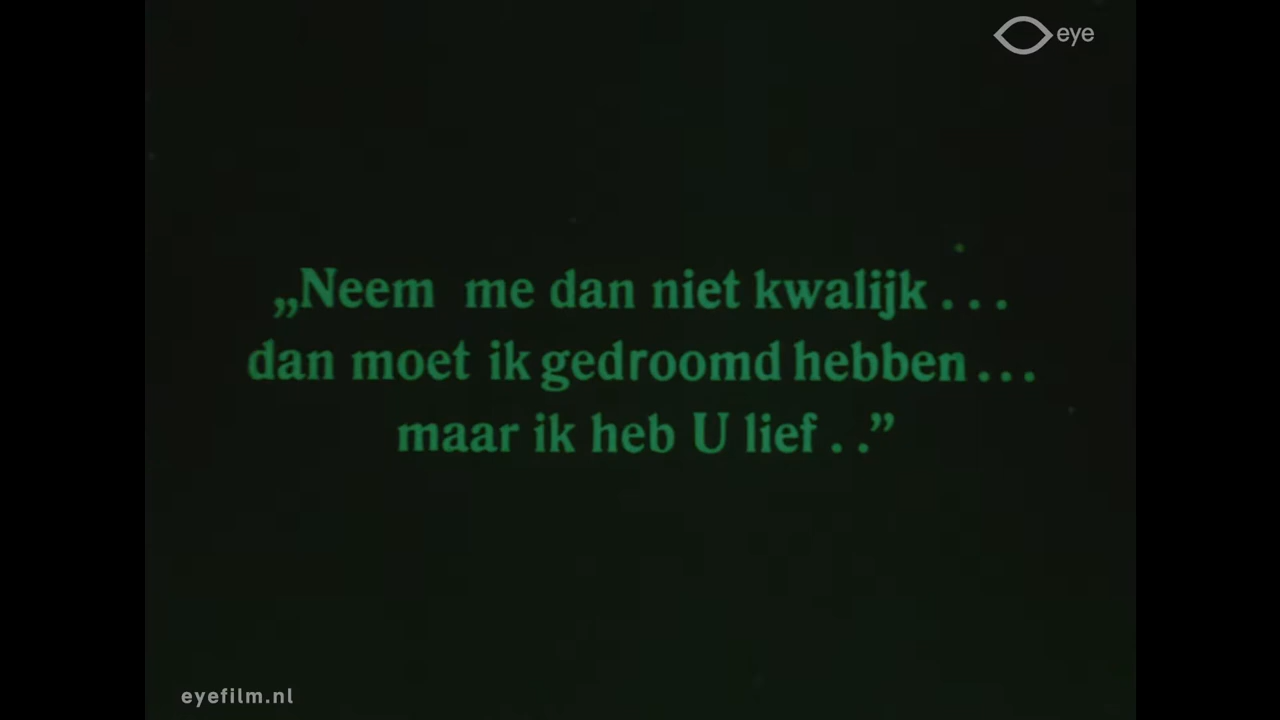 eye
„Neem me dan niet kwalijk . . .
dan moet ik gedroomd hebben . . .
maar ik heb U lief . .”
eyefilm.nl